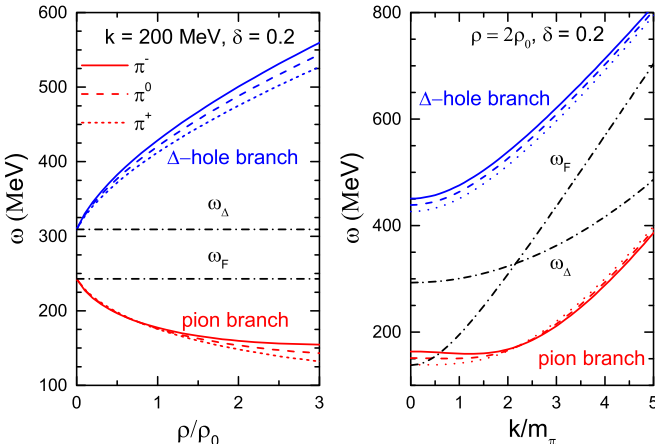 k = 200 MeV, δ = 0.2
π⁻
π⁰
π⁺
Δ−hole branch
ω_Δ
ω_F
pion branch
ω (MeV)
600
500
400
300
200
100
0 1 2 3
ρ/ρ₀
ρ = 2ρ₀, δ = 0.2
Δ−hole branch
ω_F
ω_Δ
pion branch
ω (MeV)
800
600
400
200
0 1 2 3 4 5
k/m_π